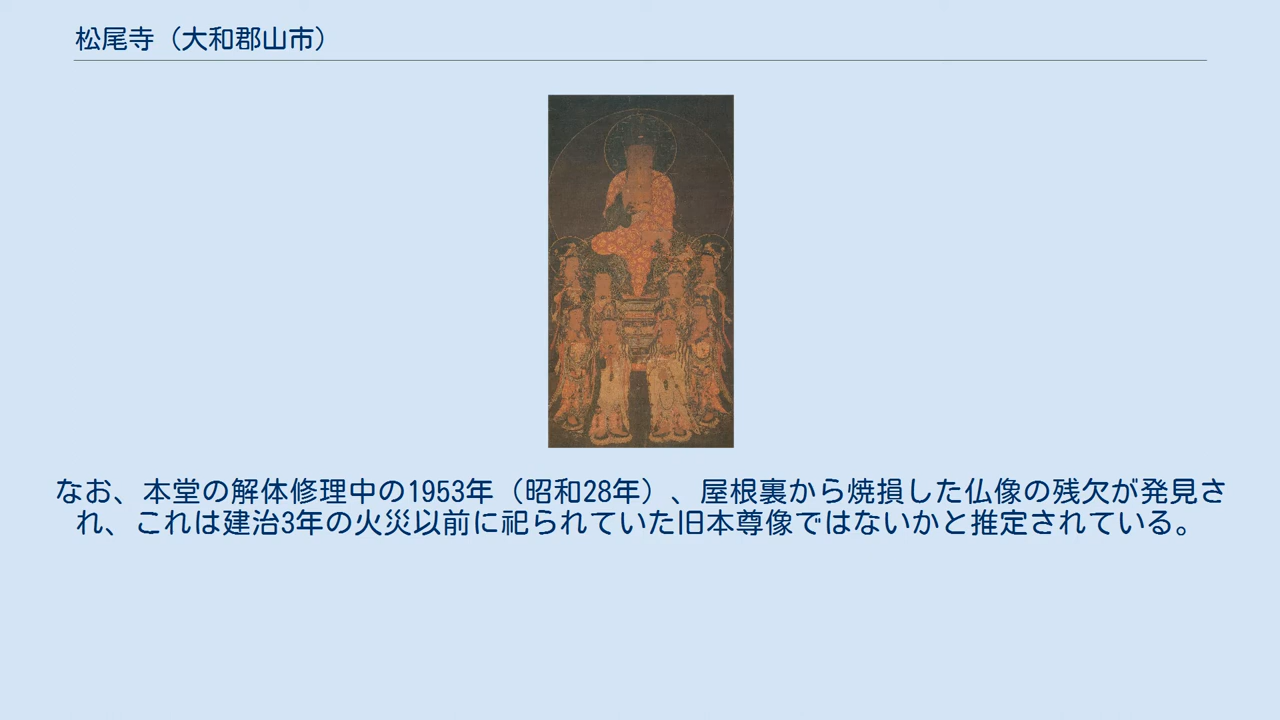 松尾寺（大和郡山市）
なお、本堂の解体修理中の1953年（昭和28年）、屋根裏から焼損した仏像の残欠が発見さ
れ、これは建治3年の火災以前に祀られていた旧本尊像ではないかと推定されている。